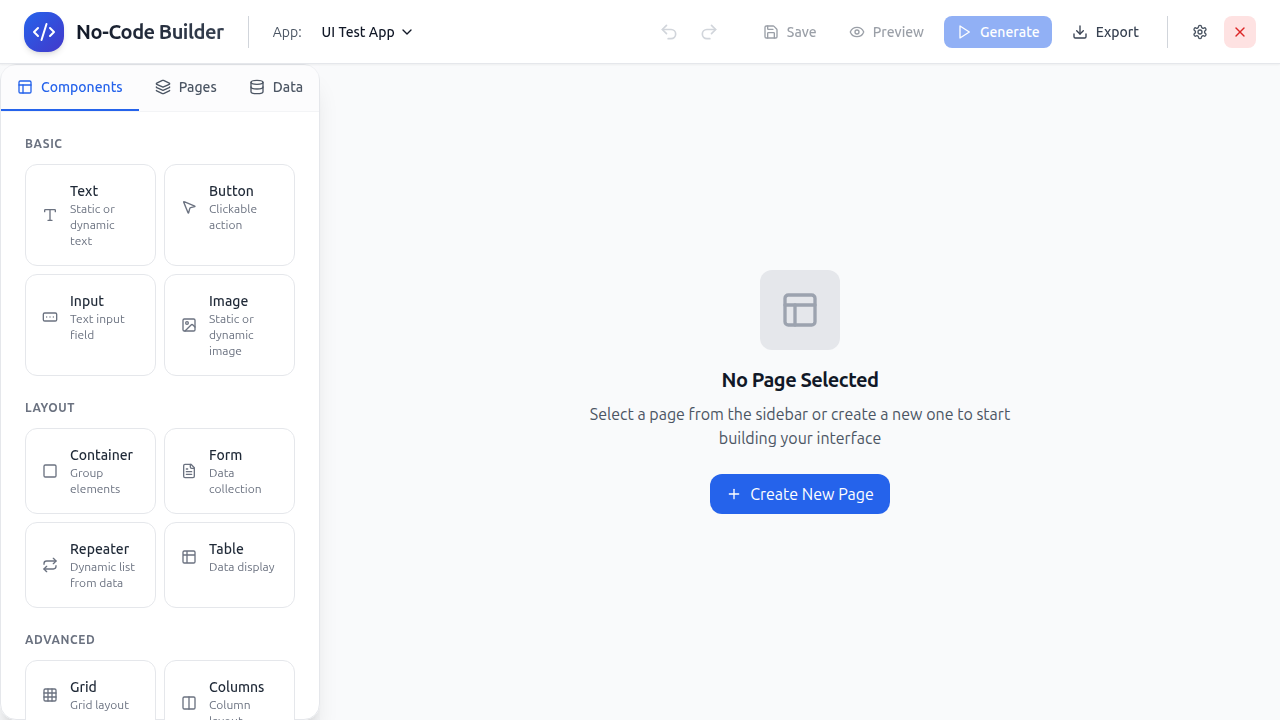 No-Code Builder
App:
UI Test App
Save
Preview
Generate
Export
Components
Pages
Data
BASIC
Text
Static or
dynamic
text
Button
Clickable
action
Input
Text input
field
Image
Static or
dynamic
image
LAYOUT
Container
Group
elements
Form
Data
collection
Repeater
Dynamic list
from data
Table
Data display
ADVANCED
Grid
Grid layout
Columns
Column
layout
No Page Selected
Select a page from the sidebar or create a new one to start
building your interface
Create New Page